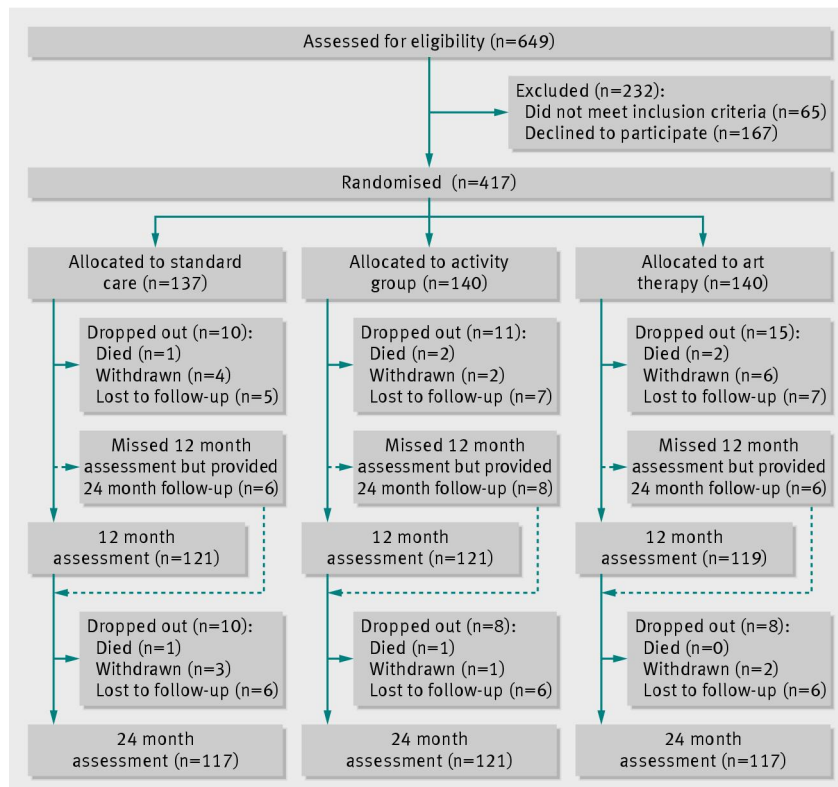 Assessed for eligibility (n=649)
Excluded (n=232):
Did not meet inclusion criteria (n=65)
Declined to participate (n=167)
Randomised (n=417)
Allocated to standard
care (n=137)
Allocated to activity
group (n=140)
Allocated to art
therapy (n=140)
Dropped out (n=10):
Died (n=1)
Withdrawn (n=4)
Lost to follow-up (n=5)
Dropped out (n=11):
Died (n=2)
Withdrawn (n=2)
Lost to follow-up (n=7)
Dropped out (n=15):
Died (n=2)
Withdrawn (n=6)
Lost to follow-up (n=7)
Missed 12 month
assessment but provided
24 month follow-up (n=6)
Missed 12 month
assessment but provided
24 month follow-up (n=8)
Missed 12 month
assessment but provided
24 month follow-up (n=6)
12 month
assessment (n=121)
12 month
assessment (n=121)
12 month
assessment (n=119)
Dropped out (n=10):
Died (n=1)
Withdrawn (n=3)
Lost to follow-up (n=6)
Dropped out (n=8):
Died (n=1)
Withdrawn (n=1)
Lost to follow-up (n=6)
Dropped out (n=8):
Died (n=0)
Withdrawn (n=2)
Lost to follow-up (n=6)
24 month
assessment (n=117)
24 month
assessment (n=121)
24 month
assessment (n=117)